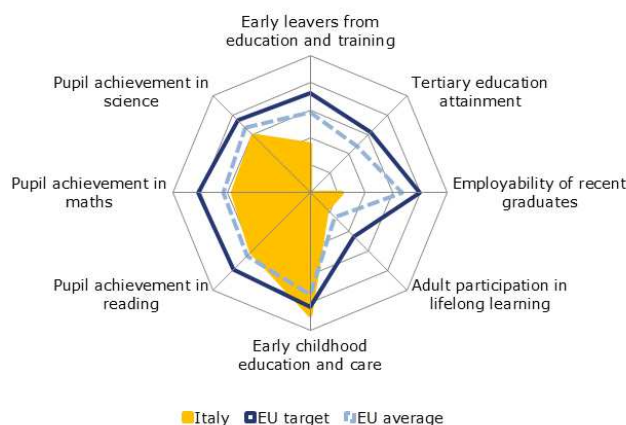 Early leavers from
education and training
Pupil achievement in
science
Tertiary education
attainment
Pupil achievement in
maths
Employability of recent
graduates
Pupil achievement in
reading
Adult participation in
lifelong learning
Early childhood
education and care
Italy EU target EU average